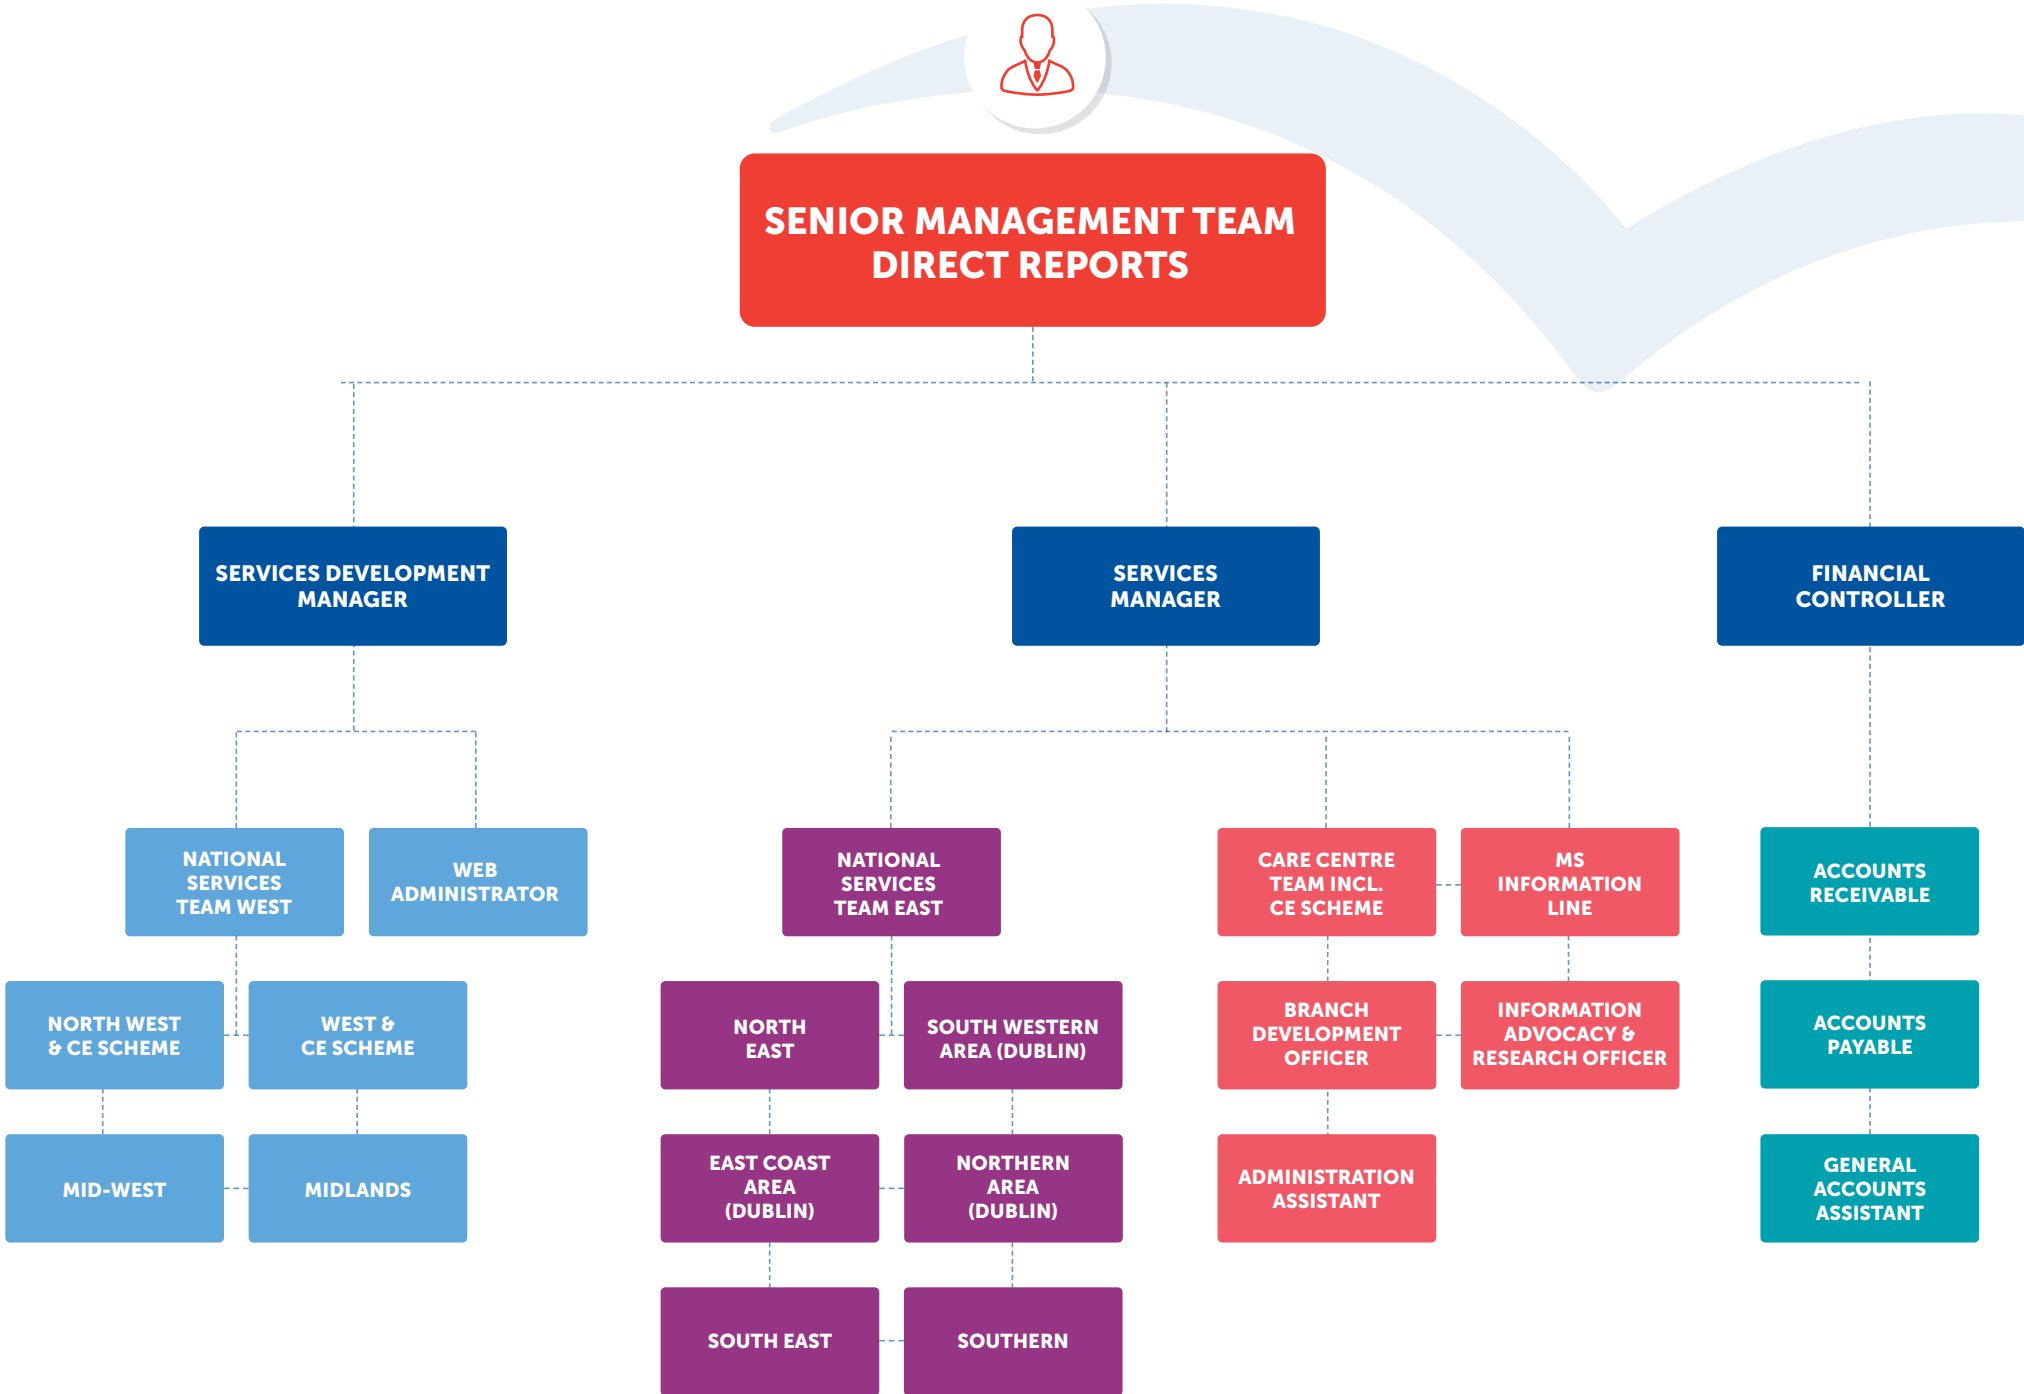 SENIOR MANAGEMENT TEAM
DIRECT REPORTS
SERVICES DEVELOPMENT
MANAGER
SERVICES
MANAGER
FINANCIAL
CONTROLLER
NATIONAL
SERVICES
TEAM WEST
WEB
ADMINISTRATOR
NATIONAL
SERVICES
TEAM EAST
CARE CENTRE
TEAM INCL.
CE SCHEME
MS
INFORMATION
LINE
ACCOUNTS
RECEIVABLE
NORTH WEST
& CE SCHEME
WEST &
CE SCHEME
NORTH
EAST
SOUTH WESTERN
AREA (DUBLIN)
BRANCH
DEVELOPMENT
OFFICER
INFORMATION
ADVOCACY &
RESEARCH OFFICER
ACCOUNTS
PAYABLE
MID-WEST
MIDLANDS
EAST COAST
AREA
(DUBLIN)
NORTHERN
AREA
(DUBLIN)
ADMINISTRATION
ASSISTANT
GENERAL
ACCOUNTS
ASSISTANT
SOUTH EAST
SOUTHERN